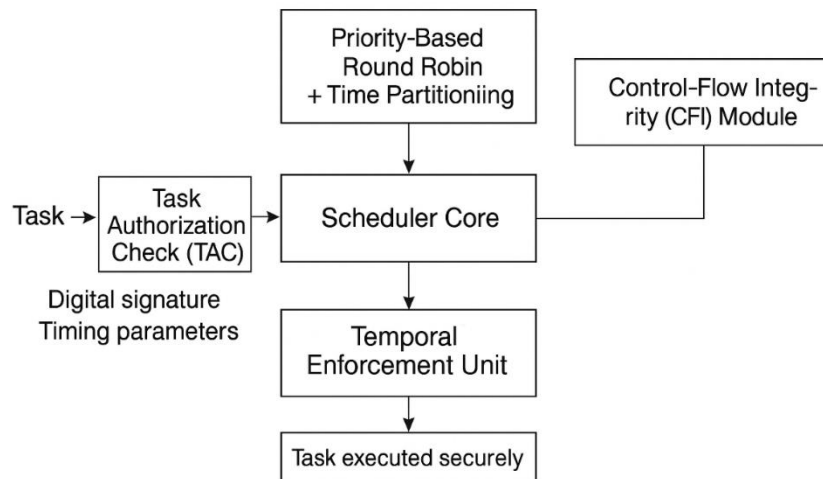 Priority-Based
Round Robin
+ Time Partitioniing
Control-Flow Integ-
rity (CFI) Module
Task
Task
Authorization
Check (TAC)
Scheduler Core
Digital signature
Timing parameters
Temporal
Enforcement Unit
Task executed securely